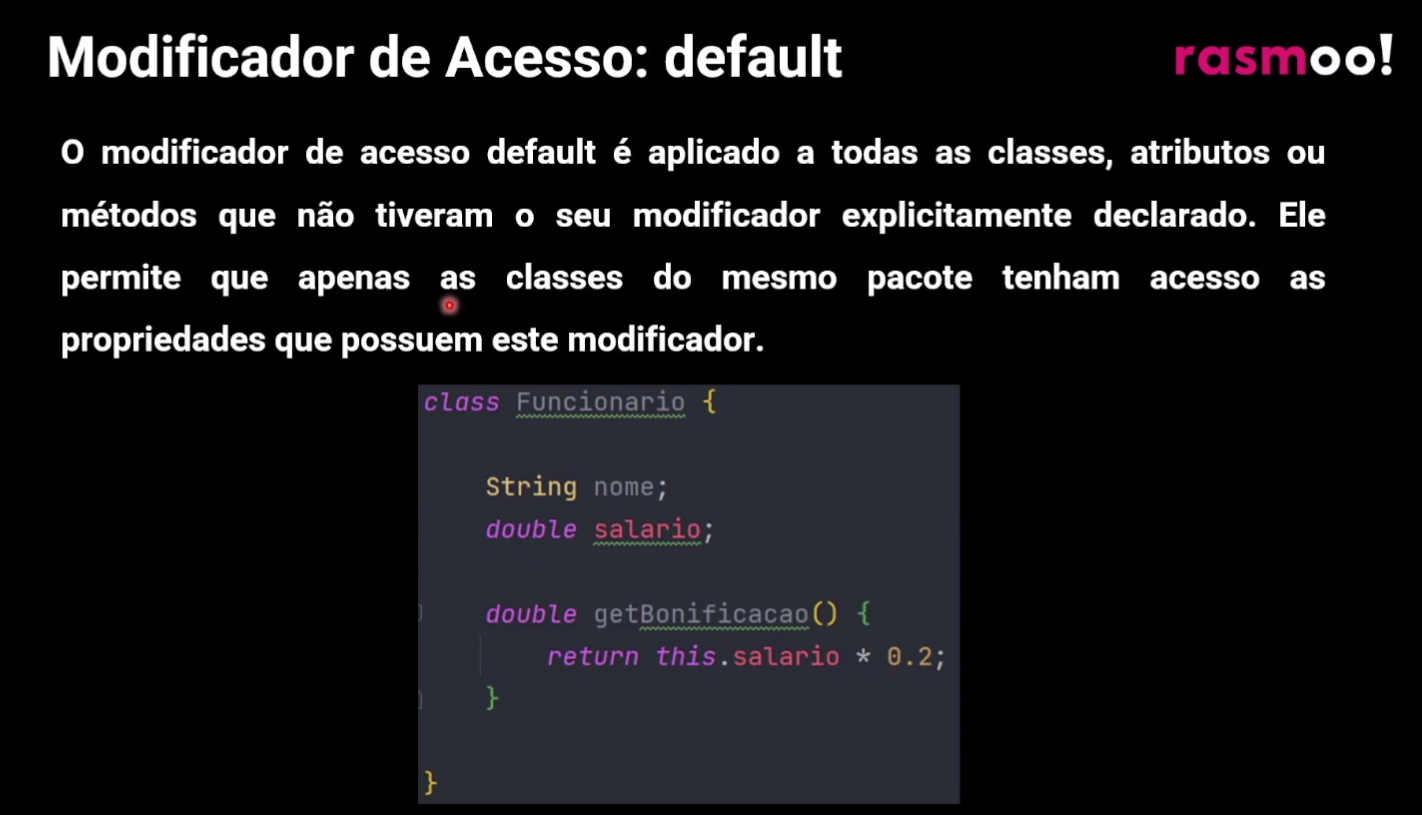 Modificador de Acesso: default
rasmoo!
O modificador de acesso default é aplicado a todas as classes, atributos ou
métodos que não tiveram o seu modificador explicitamente declarado. Ele
permite que apenas as classes do mesmo pacote tenham acesso as
propriedades que possuem este modificador.
class Funcionario {
String nome;
double salario;
double getBonificacao() {
return this.salario * 0.2;
}
}